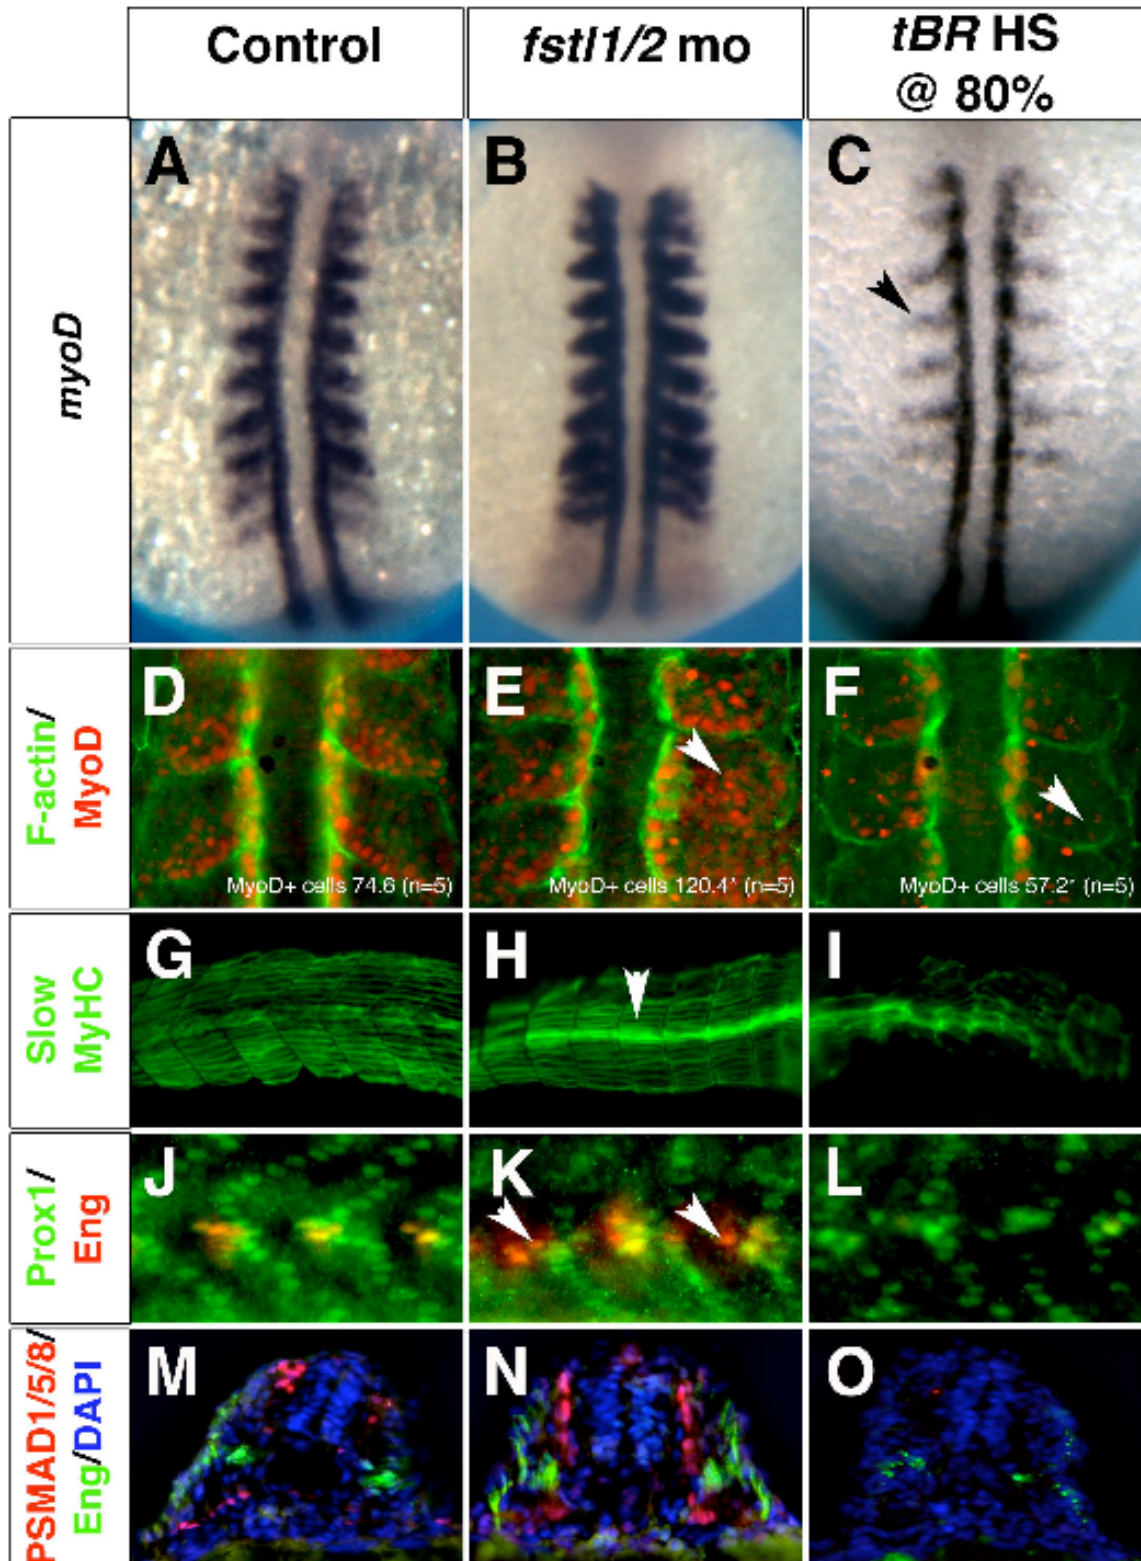 Control
fstl1/2 mo
tBR HS
@ 80%
myoD
A
B
C
F-actin/
MyoD
D
E
F
MyoD+ cells 74.6 (n=5)
MyoD+ cells 120.4* (n=5)
MyoD+ cells 57.2* (n=5)
Slow
MyHC
G
H
I
Prox1/
Eng
J
K
L
PSMAD1/5/8/
Eng/DAPI
M
N
O